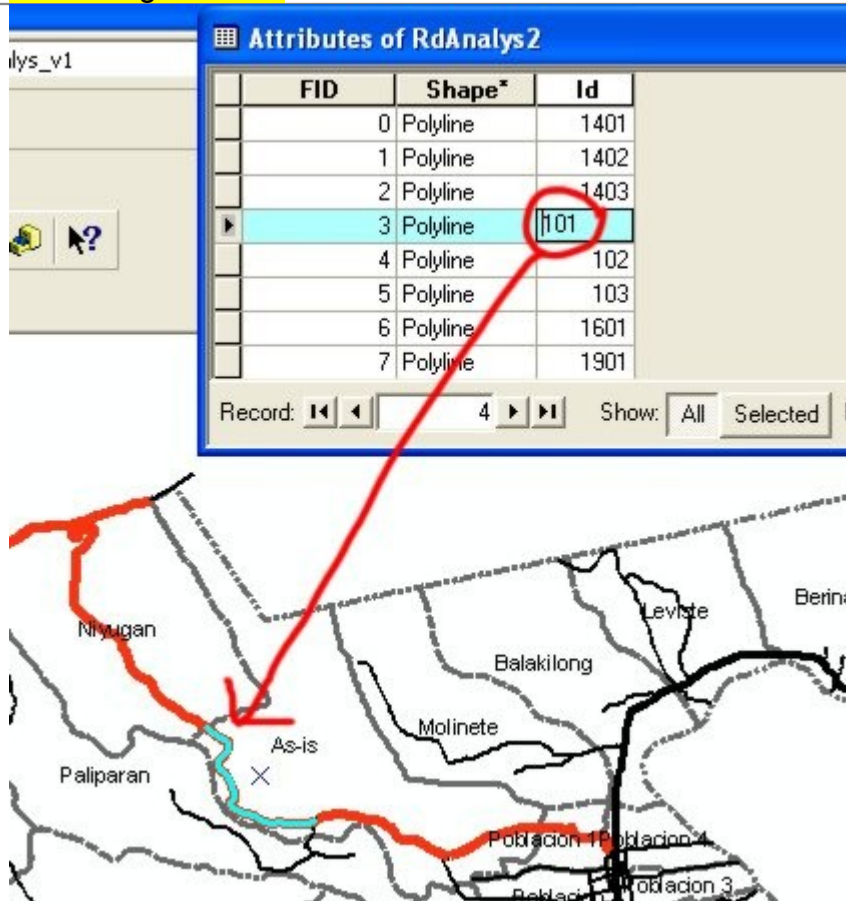 Attributes of RdAnalys2
lys_v1
FID Shape* Id
0 Polyline 1401
1 Polyline 1402
2 Polyline 1403
3 Polyline 101
4 Polyline 102
5 Polyline 103
6 Polyline 1601
7 Polyline 1901
Record: 4 Show: All Selected
Niyugan
Leviste
Berina
Balakilong
Molinete
As-is
Paliparan
Poblacion 1 Poblacion 4
Poblacion 3